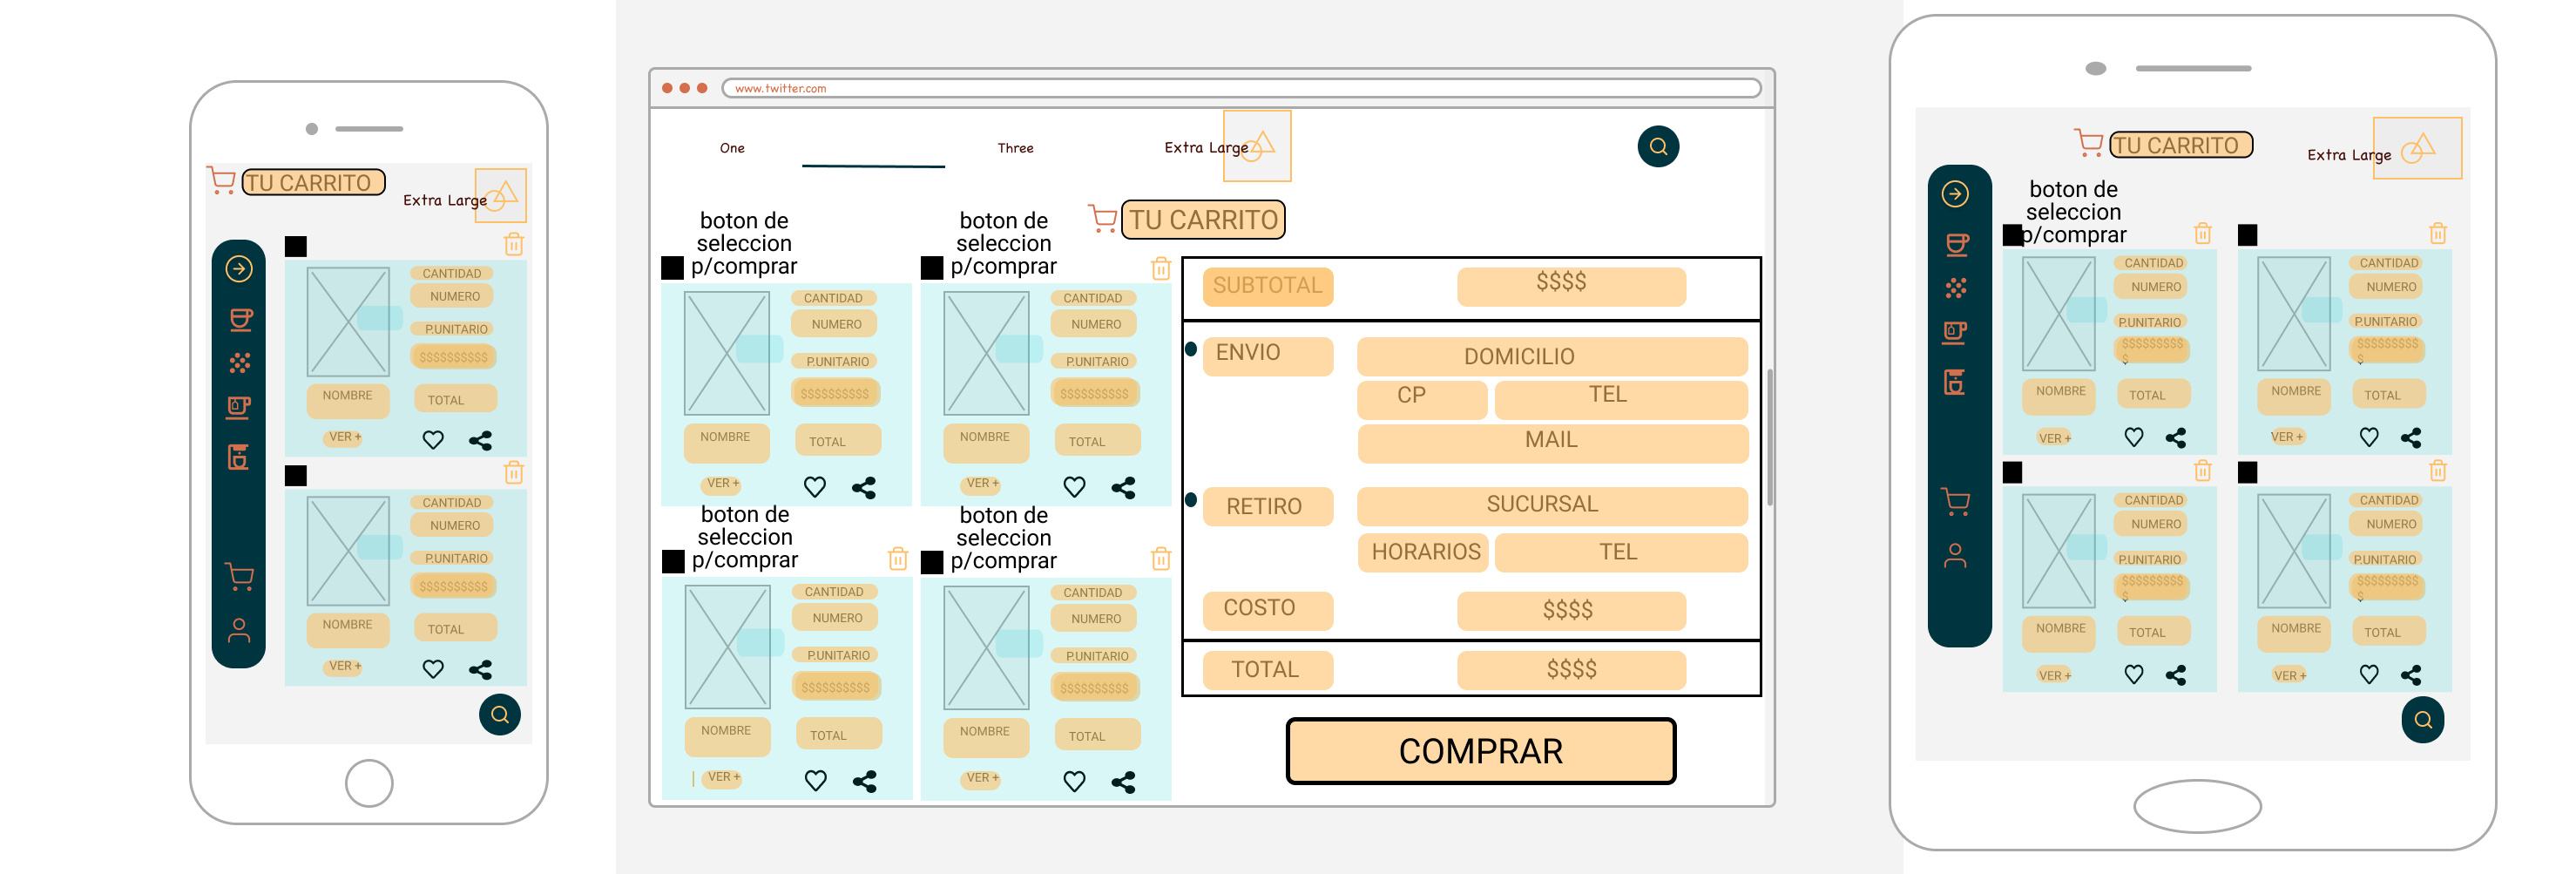 TU CARRITO
Extra Large
CANTIDAD
NUMERO
P.UNITARIO
$$$$$$$$$$
NOMBRE
TOTAL
VER +
CANTIDAD
NUMERO
P.UNITARIO
$$$$$$$$$$
NOMBRE
TOTAL
VER +
www.twitter.com
One
Three
Extra Large
TU CARRITO
boton de
seleccion
p/comprar
CANTIDAD
NUMERO
P.UNITARIO
$$$$$$$$$$
NOMBRE
TOTAL
VER +
boton de
seleccion
p/comprar
CANTIDAD
NUMERO
P.UNITARIO
$$$$$$$$$$
NOMBRE
TOTAL
VER +
boton de
seleccion
p/comprar
CANTIDAD
NUMERO
P.UNITARIO
$$$$$$$$$$
NOMBRE
TOTAL
VER +
boton de
seleccion
p/comprar
CANTIDAD
NUMERO
P.UNITARIO
$$$$$$$$$$
NOMBRE
TOTAL
VER +
SUBTOTAL
$$$$
ENVIO
DOMICILIO
CP
TEL
MAIL
RETIRO
SUCURSAL
HORARIOS
TEL
COSTO
$$$$
TOTAL
$$$$
COMPRAR
TU CARRITO
Extra Large
boton de
seleccion
p/comprar
CANTIDAD
NUMERO
P.UNITARIO
$$$$$$$$$
$
NOMBRE
TOTAL
VER +
CANTIDAD
NUMERO
P.UNITARIO
$$$$$$$$$
$
NOMBRE
TOTAL
VER +
CANTIDAD
NUMERO
P.UNITARIO
$$$$$$$$$
$
NOMBRE
TOTAL
VER +
CANTIDAD
NUMERO
P.UNITARIO
$$$$$$$$$
$
NOMBRE
TOTAL
VER +